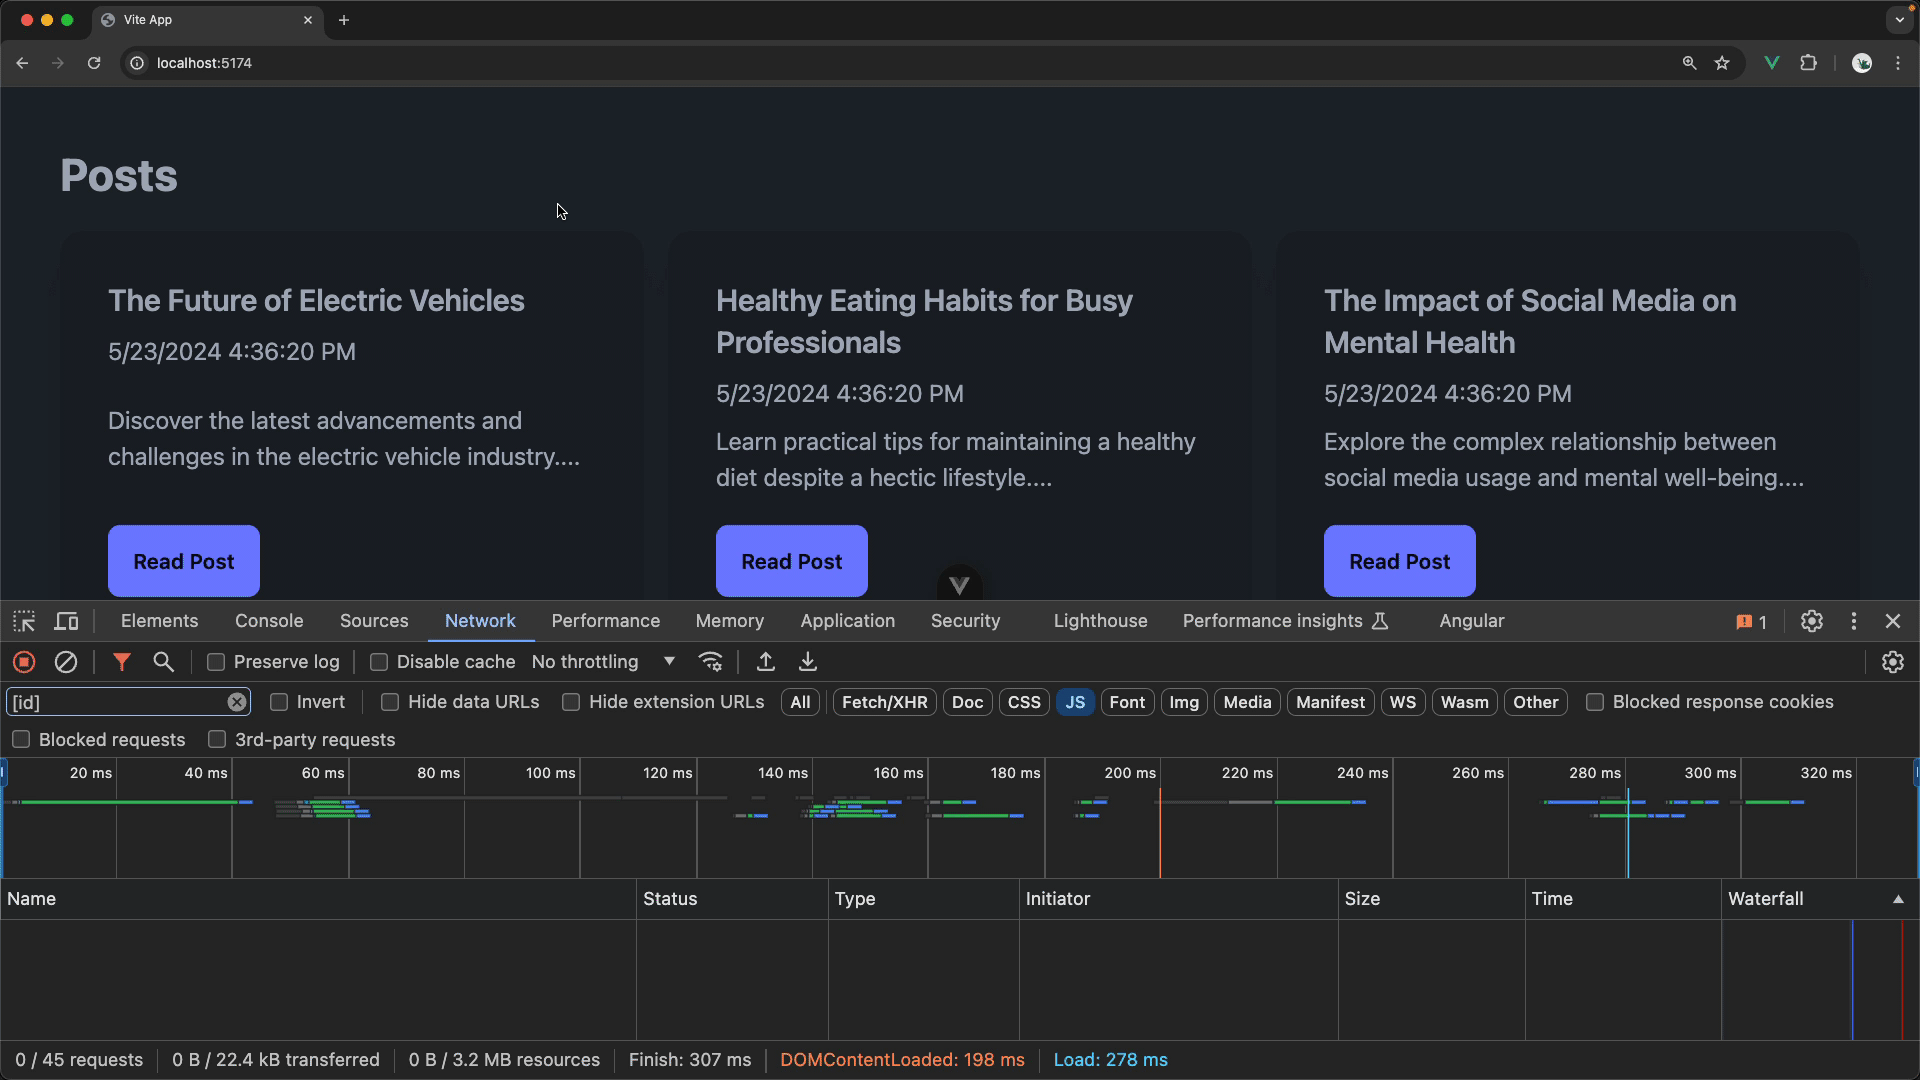 Vite App
localhost:5174
Posts
The Future of Electric Vehicles
5/23/2024 4:36:20 PM
Discover the latest advancements and
challenges in the electric vehicle industry....
Read Post
Healthy Eating Habits for Busy
Professionals
5/23/2024 4:36:20 PM
Learn practical tips for maintaining a healthy
diet despite a hectic lifestyle....
Read Post
The Impact of Social Media on
Mental Health
5/23/2024 4:36:20 PM
Explore the complex relationship between
social media usage and mental well-being....
Read Post
Elements Console Sources Network Performance Memory Application Security Lighthouse Performance insights Angular 1
Preserve log Disable cache No throttling
[id] Invert Hide data URLs Hide extension URLs All Fetch/XHR Doc CSS JS Font Img Media Manifest WS Wasm Other Blocked response cookies
Blocked requests 3rd-party requests
20 ms 40 ms 60 ms 80 ms 100 ms 120 ms 140 ms 160 ms 180 ms 200 ms 220 ms 240 ms 260 ms 280 ms 300 ms 320 ms
Name Status Type Initiator Size Time Waterfall
0 / 45 requests 0 B / 22.4 kB transferred 0 B / 3.2 MB resources Finish: 307 ms DOMContentLoaded: 198 ms Load: 278 ms